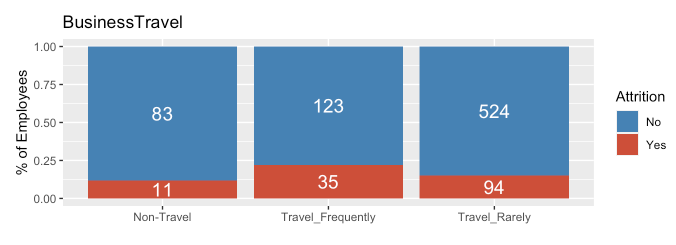 BusinessTravel
% of Employees
1.00
0.75
0.50
0.25
0.00
83
123
524
11
35
94
Non-Travel
Travel_Frequently
Travel_Rarely
Attrition
No
Yes